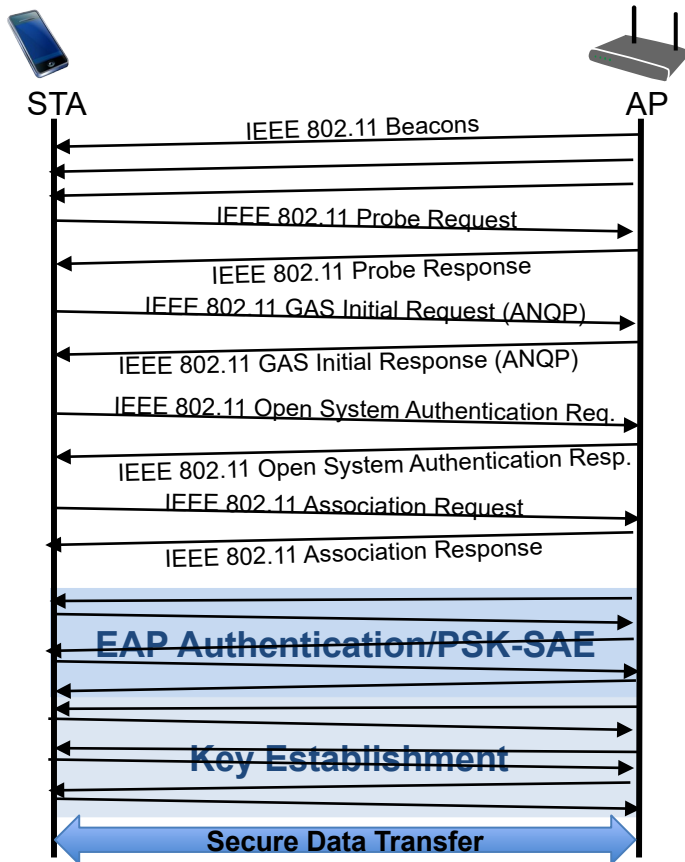 STA
AP
IEEE 802.11 Beacons
IEEE 802.11 Probe Request
IEEE 802.11 Probe Response
IEEE 802.11 GAS Initial Request (ANQP)
IEEE 802.11 GAS Initial Response (ANQP)
IEEE 802.11 Open System Authentication Req.
IEEE 802.11 Open System Authentication Resp.
IEEE 802.11 Association Request
IEEE 802.11 Association Response
EAP Authentication/PSK-SAE
Key Establishment
Secure Data Transfer